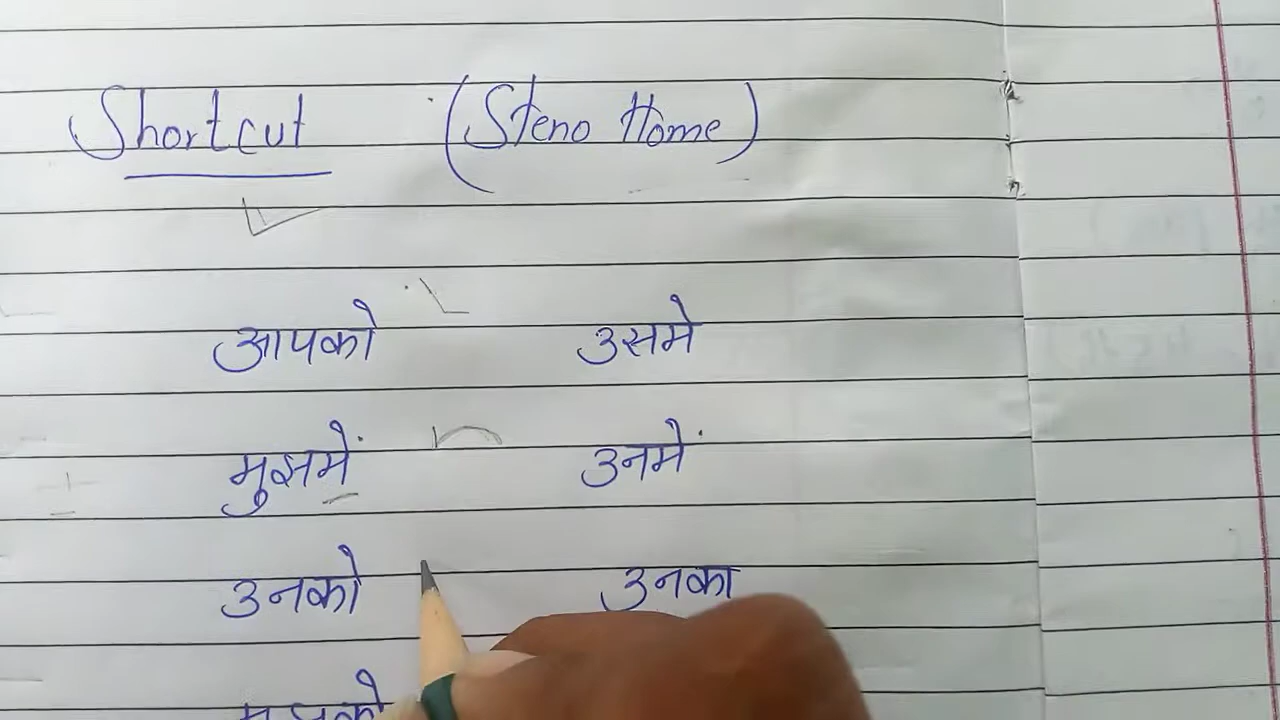 Shortcut (Steno Home)
आपको उसमे
मुझमें उनमें
उनको उनका